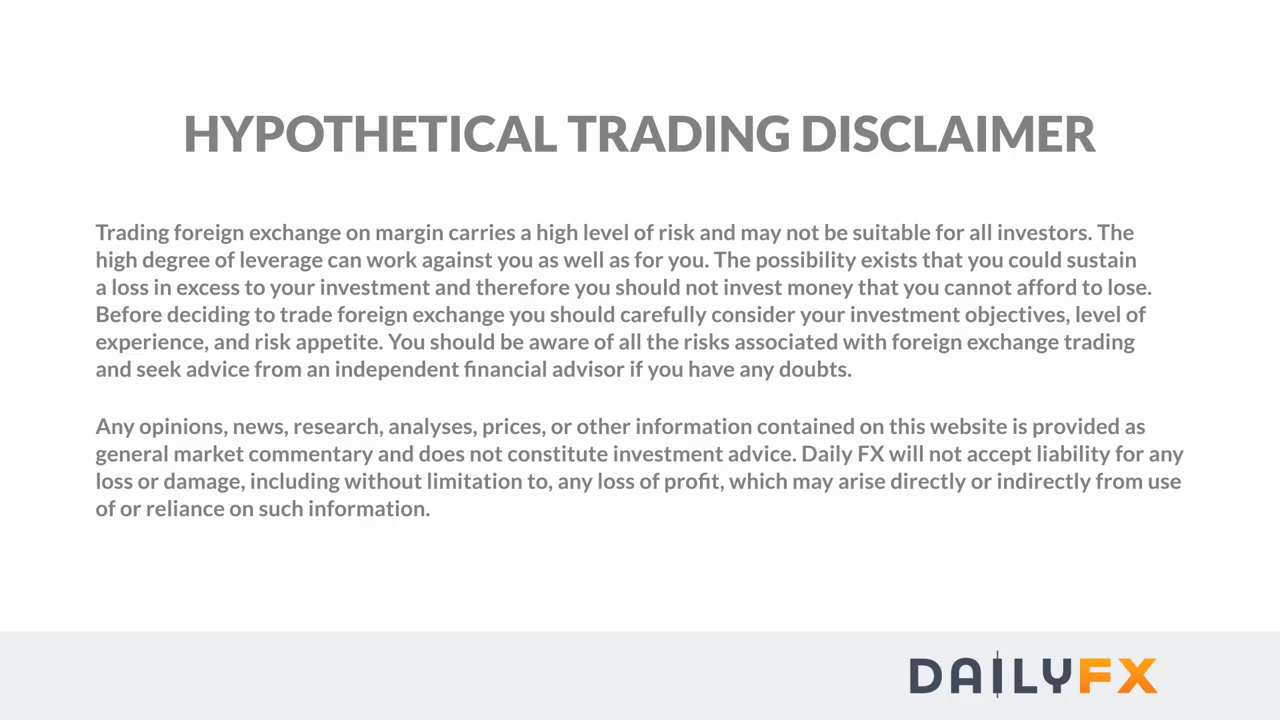 HYPOTHETICAL TRADING DISCLAIMER
Trading foreign exchange on margin carries a high level of risk and may not be suitable for all investors. The
high degree of leverage can work against you as well as for you. The possibility exists that you could sustain
a loss in excess to your investment and therefore you should not invest money that you cannot afford to lose.
Before deciding to trade foreign exchange you should carefully consider your investment objectives, level of
experience, and risk appetite. You should be aware of all the risks associated with foreign exchange trading
and seek advice from an independent financial advisor if you have any doubts.
Any opinions, news, research, analyses, prices, or other information contained on this website is provided as
general market commentary and does not constitute investment advice. Daily FX will not accept liability for any
loss or damage, including without limitation to, any loss of profit, which may arise directly or indirectly from use
of or reliance on such information.
DAILYFX